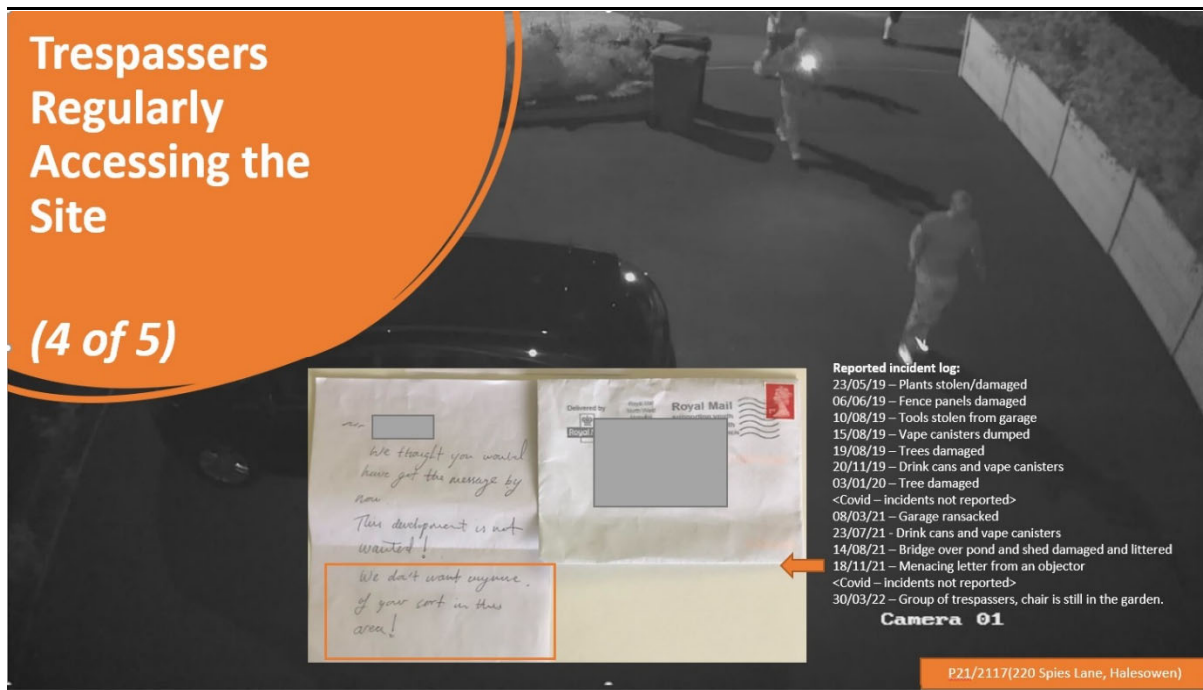 Trespassers
Regularly
Accessing the
Site
(4 of 5)
We thought you would
have got the message by
now
This development is not
wanted!
We don't want anymore
of your sort in this
area!
Delivered by
Royal Mail
Royal Mail
Reported incident log:
23/05/19 – Plants stolen/damaged
06/06/19 – Fence panels damaged
10/08/19 – Tools stolen from garage
15/08/19 – Vape canisters dumped
19/08/19 – Trees damaged
20/11/19 – Drink cans and vape canisters
03/01/20 – Tree damaged
<Covid – incidents not reported>
08/03/21 – Garage ransacked
23/07/21 - Drink cans and vape canisters
14/08/21 – Bridge over pond and shed damaged and littered
18/11/21 – Menacing letter from an objector
<Covid – incidents not reported>
30/03/22 – Group of trespassers, chair is still in the garden.
Camera 01
P21/2117(220 Spies Lane, Halesowen)